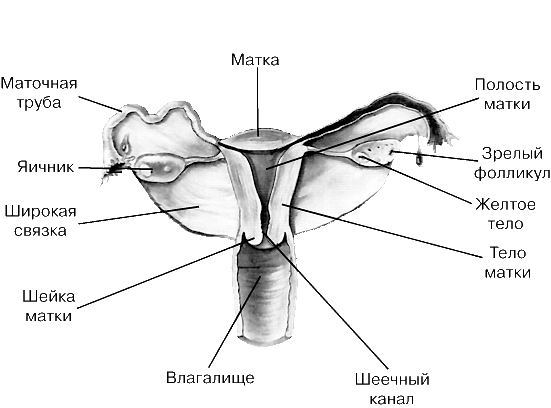 Матка
Маточная
труба
Полость
матки
Яичник
Зрелый
фолликул
Широкая
связка
Желтое
тело
Тело
матки
Шейка
матки
Влагалище
Шеечный
канал